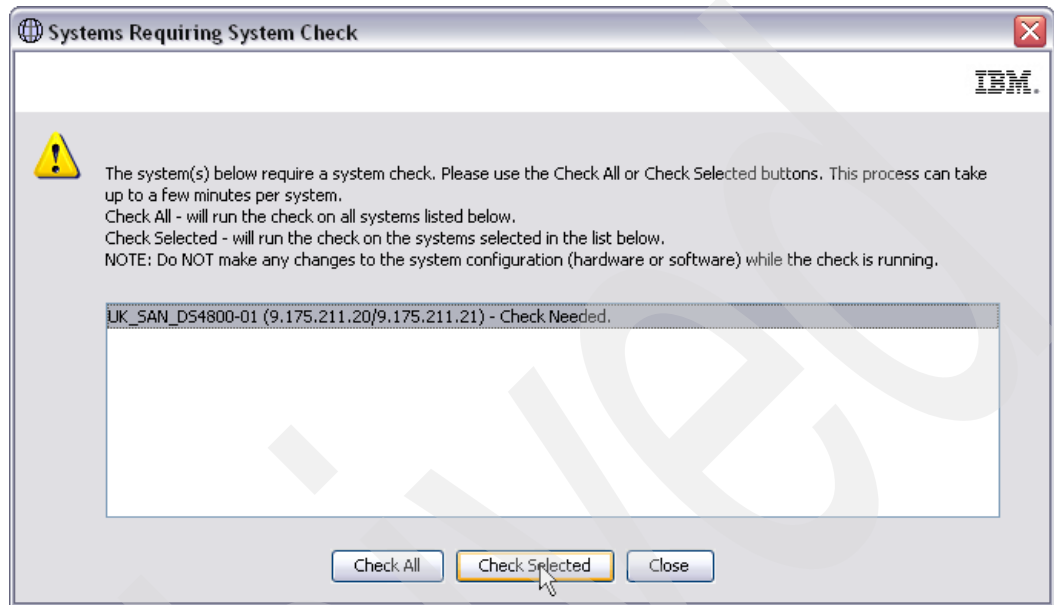 Systems Requiring System Check
IBM.
The system(s) below require a system check. Please use the Check All or Check Selected buttons. This process can take
up to a few minutes per system.
Check All - will run the check on all systems listed below.
Check Selected - will run the check on the systems selected in the list below.
NOTE: Do NOT make any changes to the system configuration (hardware or software) while the check is running.
UK_SAN_DS4800-01 (9.175.211.20/9.175.211.21) - Check Needed.
Check All Check Selected Close